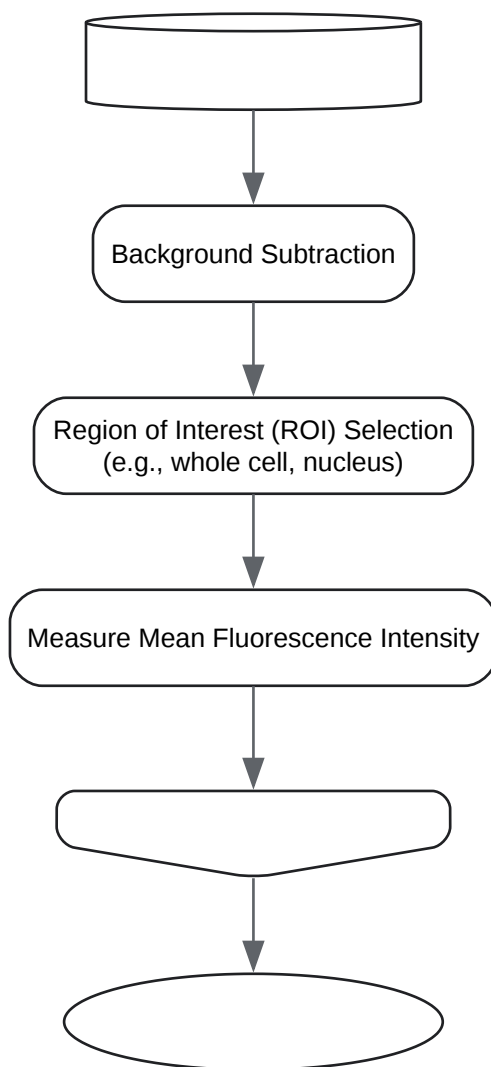 Background Subtraction
Region of Interest (ROI) Selection
(e.g., whole cell, nucleus)
Measure Mean Fluorescence Intensity